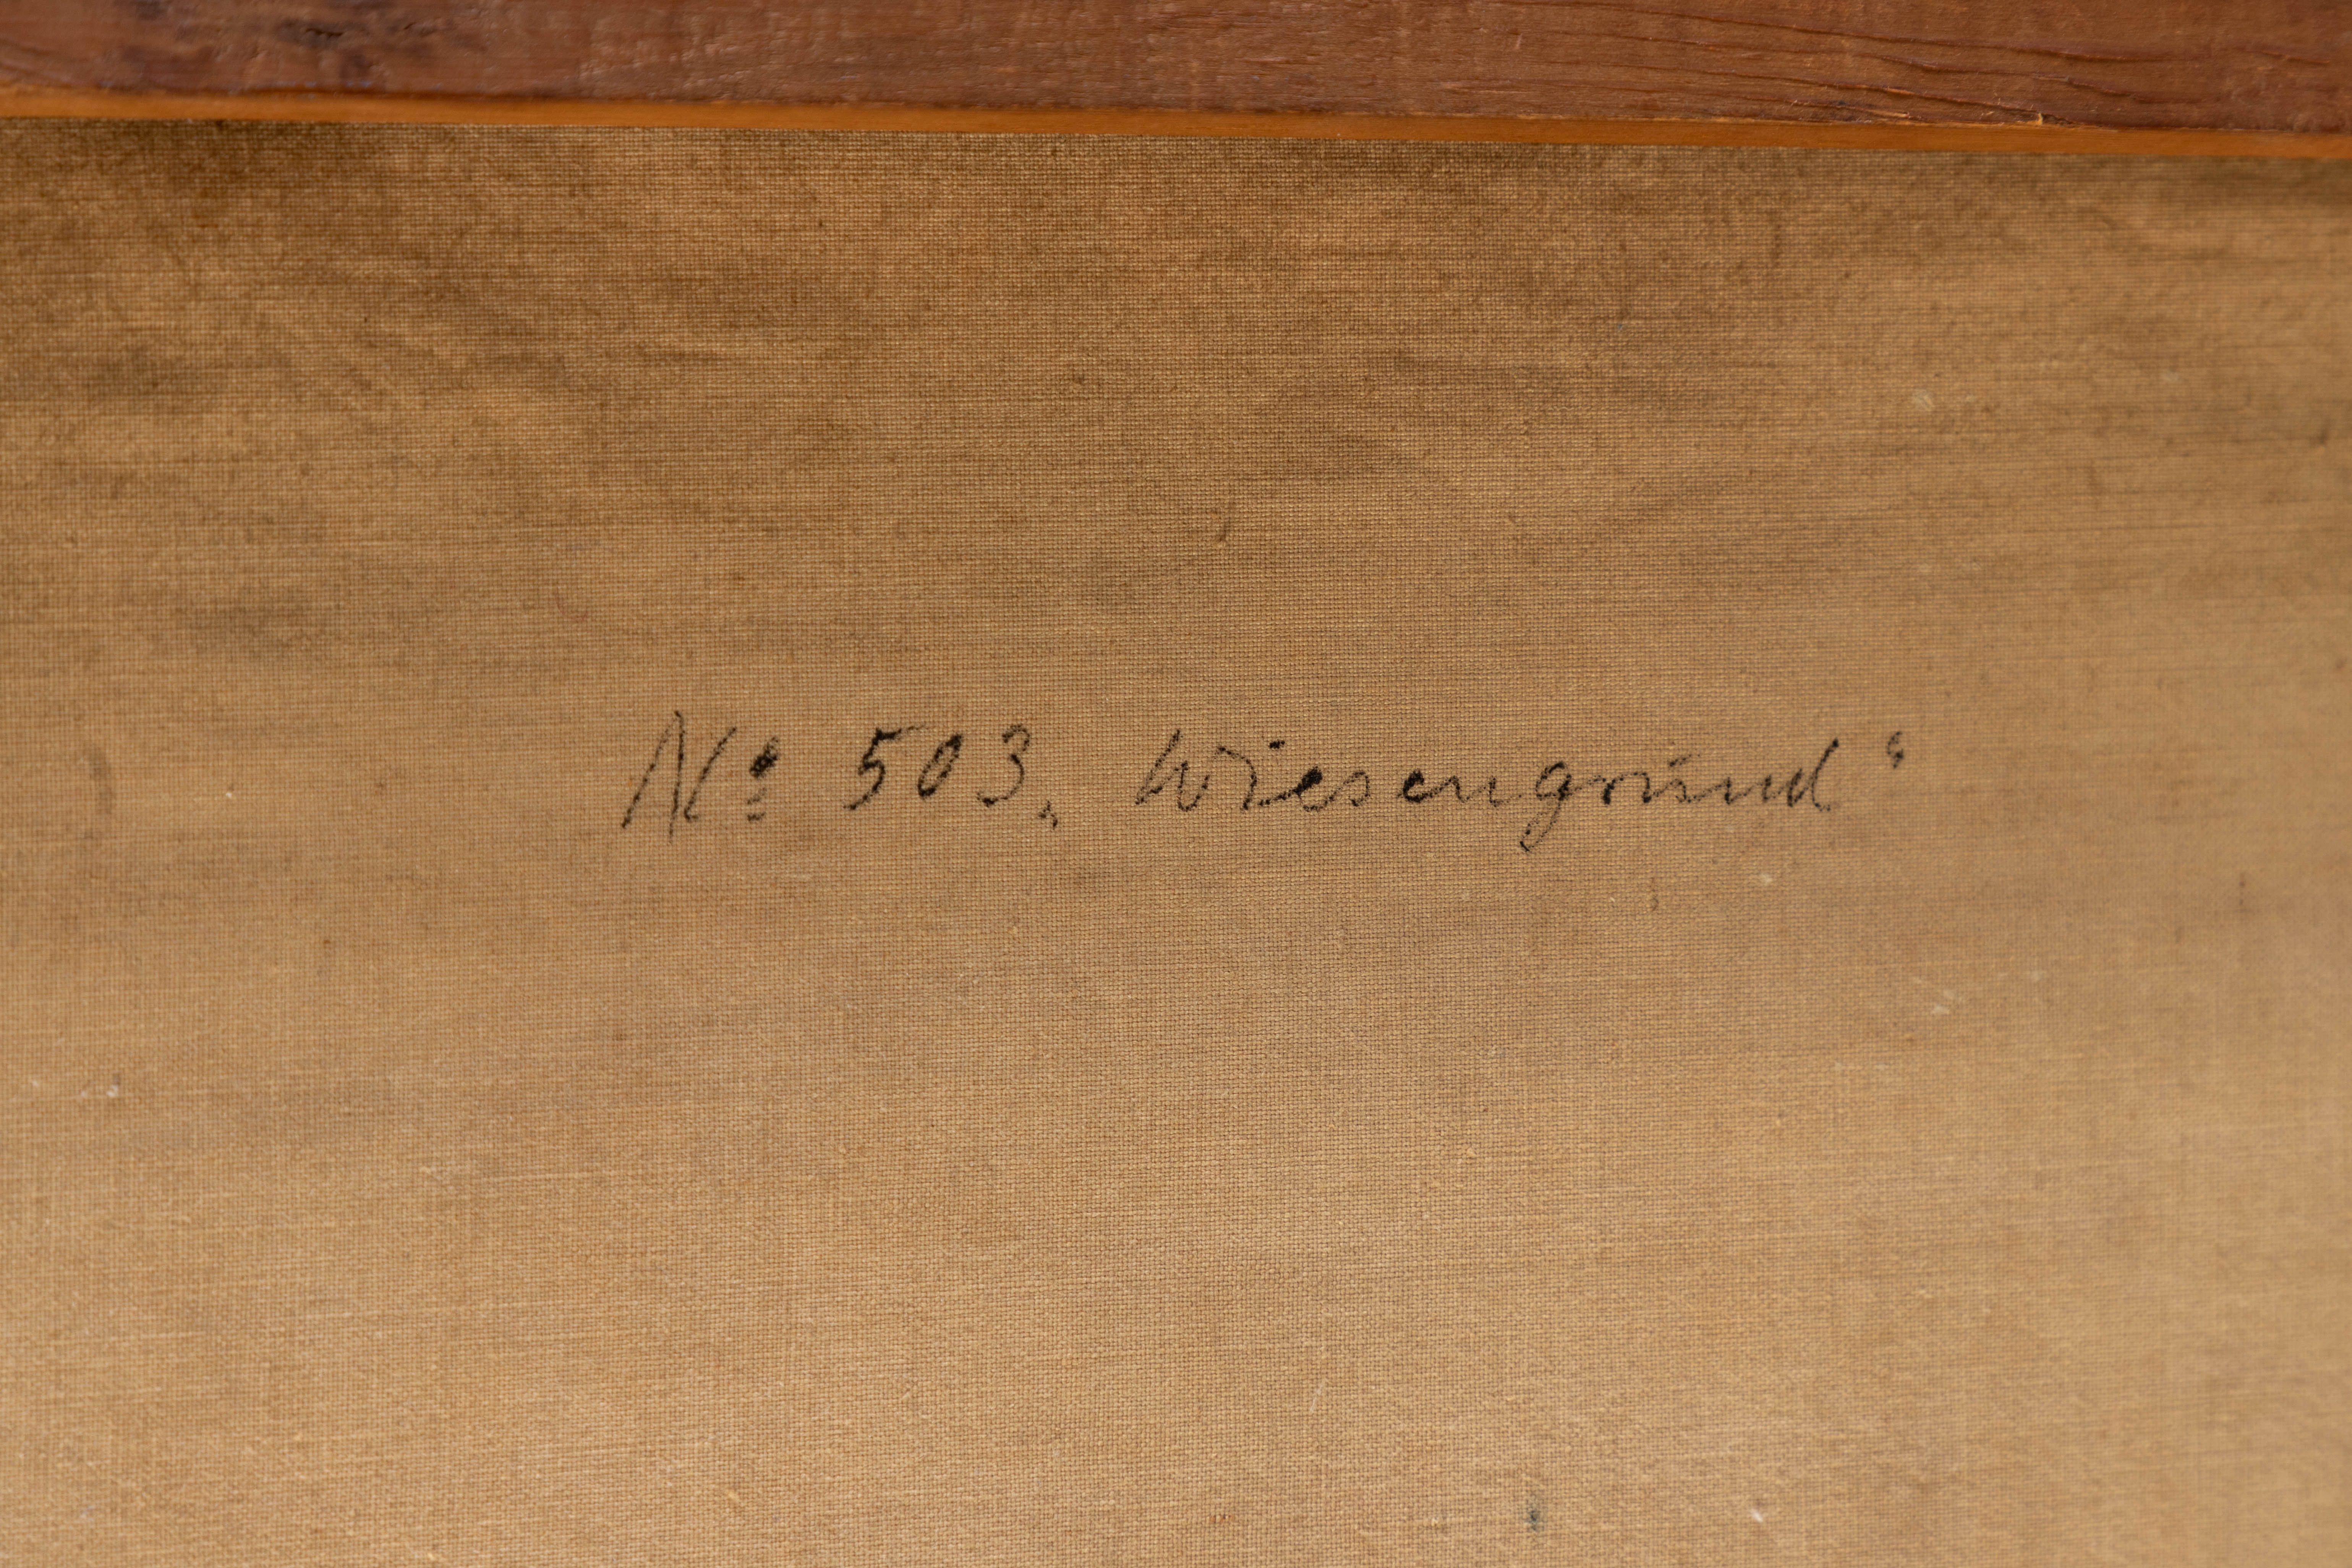 Nº 503 „Wiesengrund“